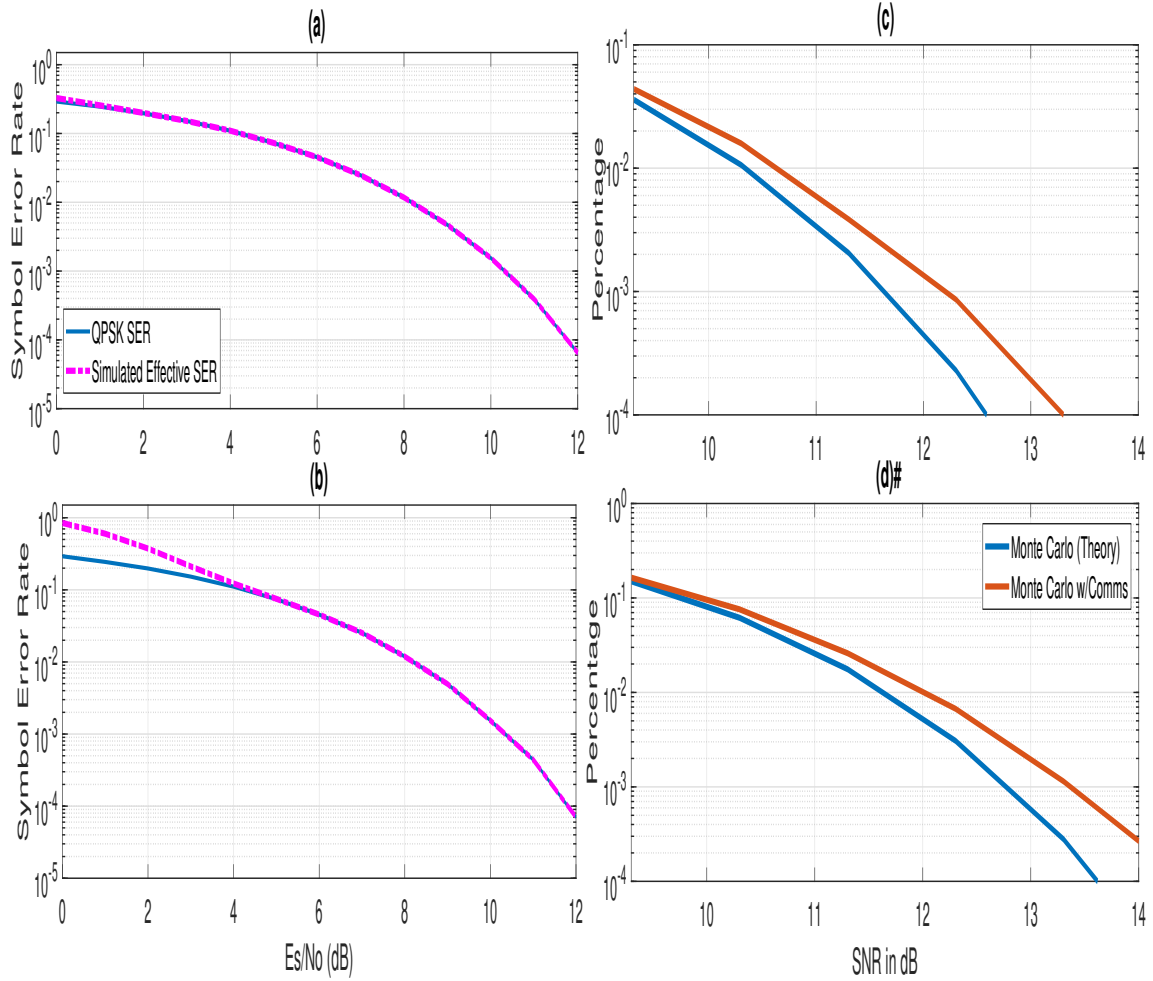 (a)
Symbol Error Rate
10^0
10^-1
10^-2
10^-3
10^-4
10^-5
QPSK SER
Simulated Effective SER
0 2 4 6 8 10 12
(c)
Percentage
10^-1
10^-2
10^-3
10^-4
10 11 12 13 14
(b)
Symbol Error Rate
10^0
10^-1
10^-2
10^-3
10^-4
10^-5
0 2 4 6 8 10 12
Es/No (dB)
(d)#
Percentage
10^0
10^-1
10^-2
10^-3
10^-4
Monte Carlo (Theory)
Monte Carlo w/Comms
10 11 12 13 14
SNR in dB